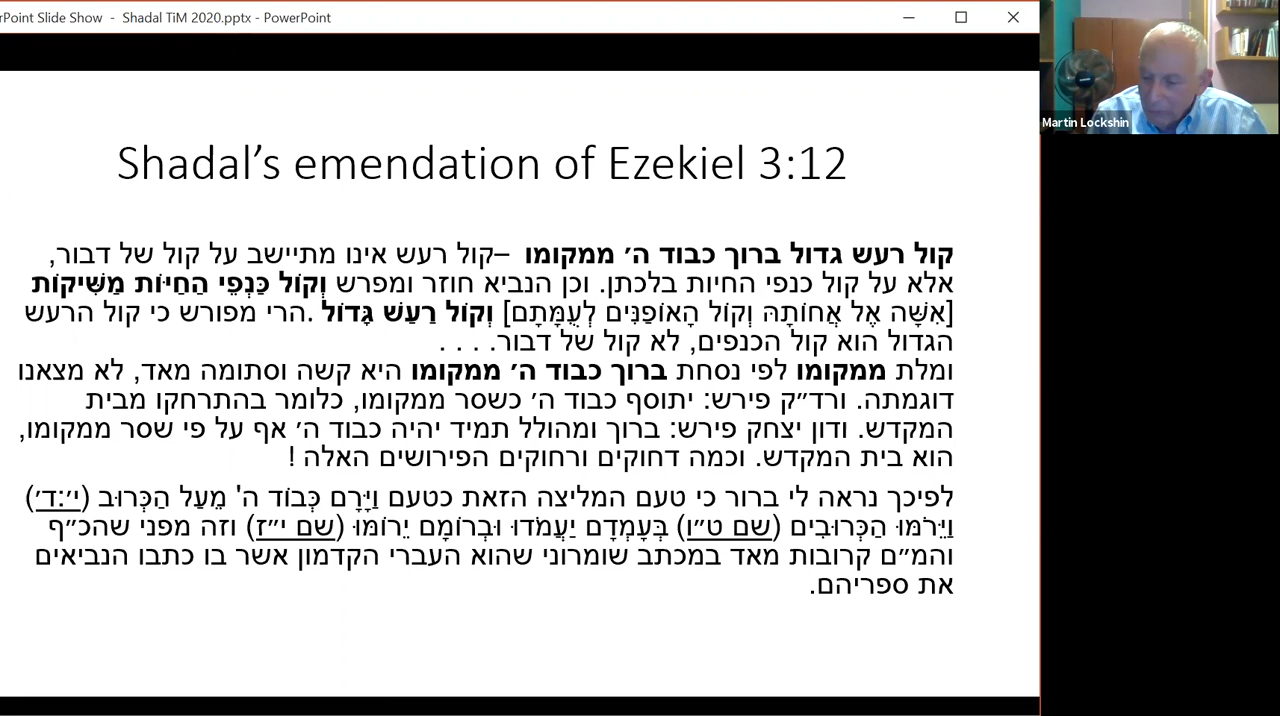 rPoint Slide Show - Shadal TiM 2020.pptx - PowerPoint
Martin Lockshin
Shadal’s emendation of Ezekiel 3:12
קול רעש גדול ברוך כבוד ה׳ ממקומו –קול רעש אינו מתיישב על קול של דבור,
אלא על קול כנפי החיות בלכתן. וכן הנביא חוזר ומפרש וְקוֹל כַּנְפֵי הַחַיּוֹת מַשִּׁיקוֹת
[אִשָּׁה אֶל אֲחוֹתָהּ וְקוֹל הָאוֹפַנִּים לְעֻמָּתָם] וְקוֹל רַעַשׁ גָּדוֹל .הרי מפורש כי קול הרעש
הגדול הוא קול הכנפים, לא קול של דבור. . . .
ומלת ממקומו לפי נסחת ברוך כבוד ה׳ ממקומו היא קשה וסתומה מאד, לא מצאנו
דוגמתה. ורד״ק פירש: יתוסף כבוד ה׳ כשסר ממקומו, כלומר בהתרחקו מבית
המקדש. ודון יצחק פירש: ברוך ומהולל תמיד יהיה כבוד ה׳ אף על פי שסר ממקומו,
הוא בית המקדש. וכמה דחוקים ורחוקים הפירושים האלה !
לפיכך נראה לי ברור כי טעם המליצה הזאת כטעם וַיָּרָם כְּבוֹד ה' מֵעַל הַכְּרוּב (י׳:ד׳)
וַיֵּרֹמּוּ הַכְּרוּבִים (שם ט״ו) בְּעָמְדָם יַעֲמֹדוּ וּבְרוֹמָם יֵרוֹמּוּ (שם י״ז) וזה מפני שהכ״ף
והמ״ם קרובות מאד במכתב שומרוני שהוא העברי הקדמון אשר בו כתבו הנביאים
את ספריהם.